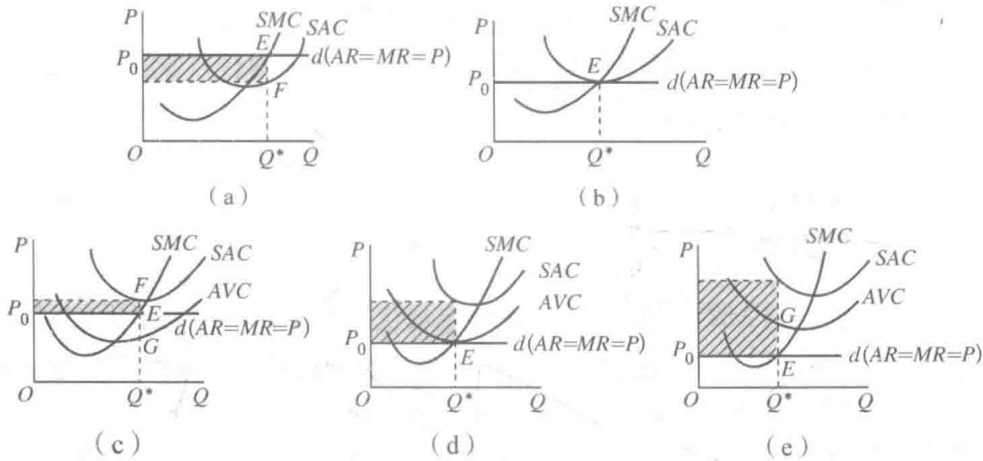 P
SMC
SAC
E
P₀
d(AR=MR=P)
F
O
Q*
Q
(a)
P
SMC
SAC
E
P₀
d(AR=MR=P)
O
Q*
Q
(b)
P
SMC
SAC
F
AVC
P₀
E
d(AR=MR=P)
G
O
Q*
Q
(c)
P
SMC
SAC
AVC
P₀
d(AR=MR=P)
E
O
Q*
Q
(d)
P
SMC
SAC
AVC
G
P₀
d(AR=MR=P)
E
O
Q*
Q
(e)